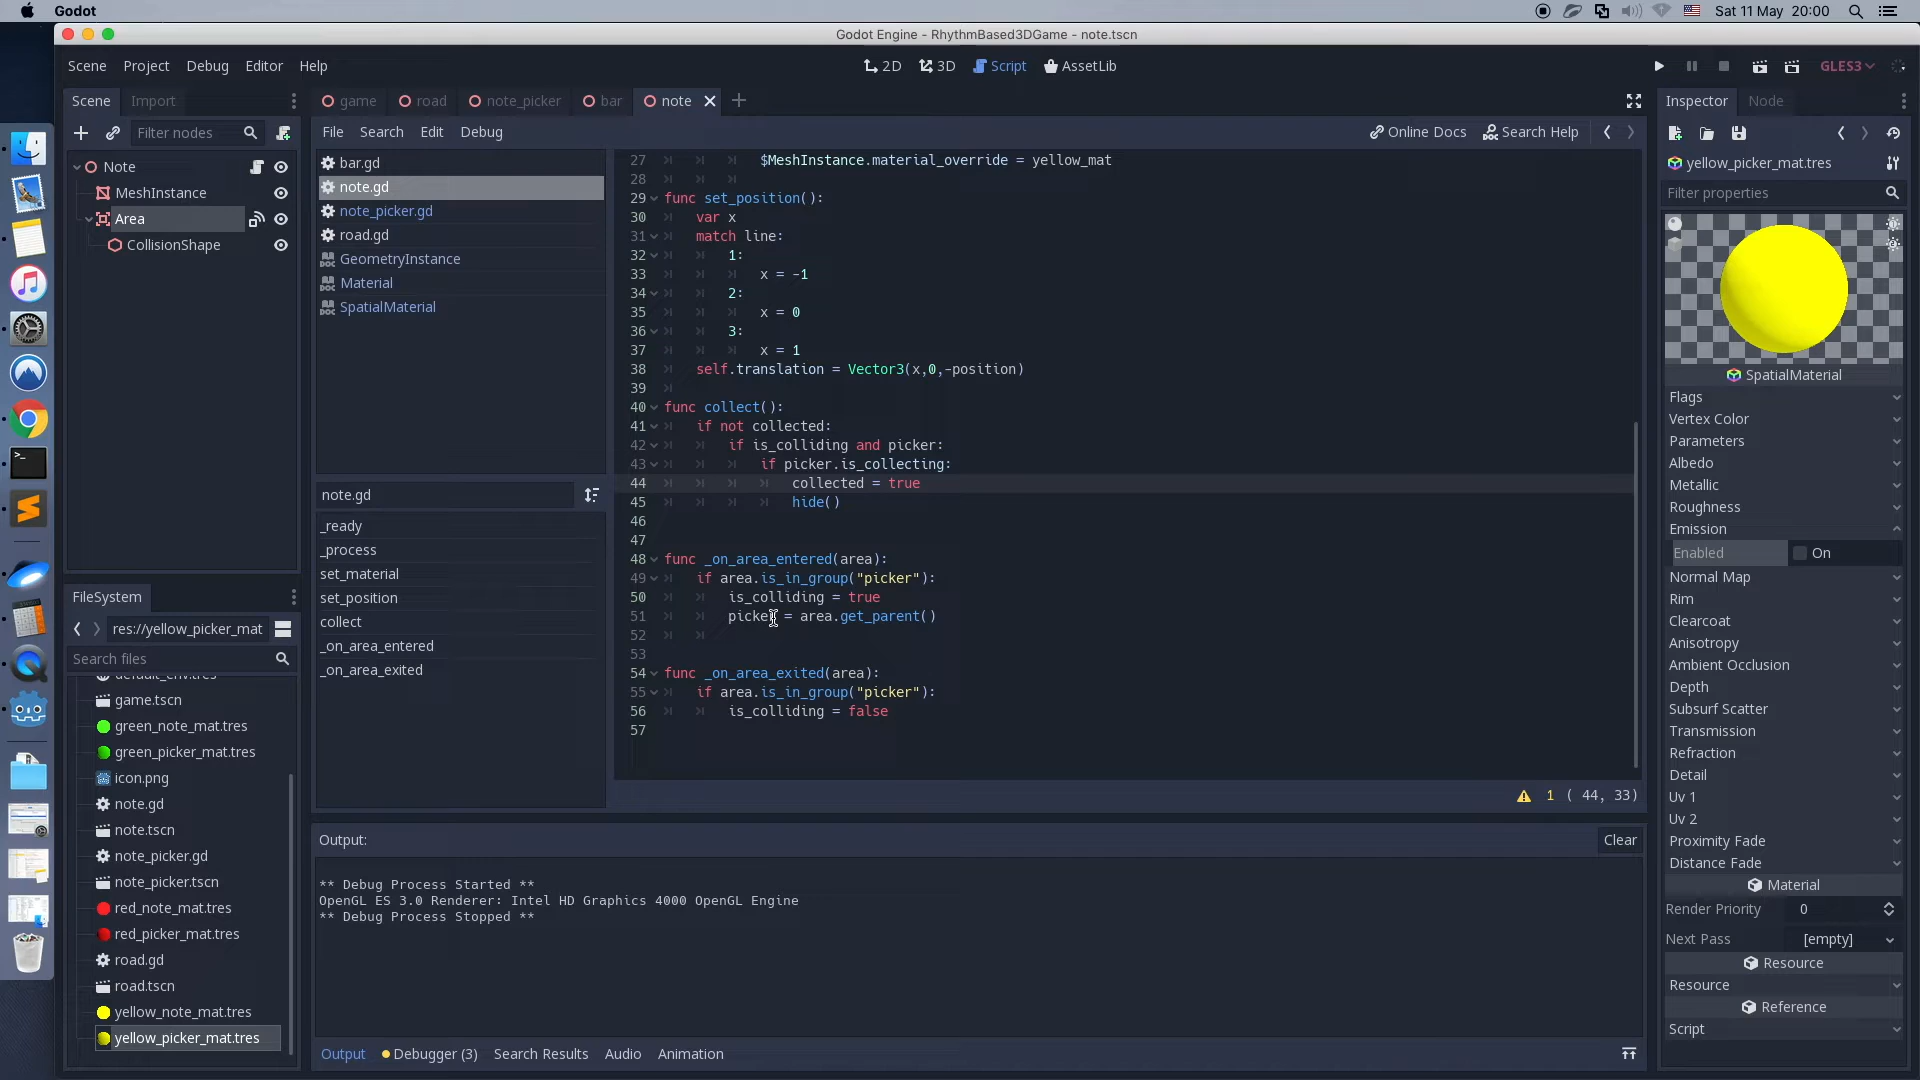 Godot
Sat 11 May 20:00
Godot Engine - RhythmBased3DGame - note.tscn
Scene Project Debug Editor Help
2D 3D Script AssetLib
GLES3
Scene Import
game road note_picker bar note
Inspector Node
Filter nodes
File Search Edit Debug
Online Docs Search Help
Note
MeshInstance
Area
CollisionShape
bar.gd
note.gd
note_picker.gd
road.gd
GeometryInstance
Material
SpatialMaterial
note.gd
_ready
_process
set_material
set_position
collect
_on_area_entered
_on_area_exited
27 $MeshInstance.material_override = yellow_mat
28
29 func set_position():
30 var x
31 match line:
32 1:
33 x = -1
34 2:
35 x = 0
36 3:
37 x = 1
38 self.translation = Vector3(x,0,-position)
39
40 func collect():
41 if not collected:
42 if is_colliding and picker:
43 if picker.is_collecting:
44 collected = true
45 hide()
46
47
48 func _on_area_entered(area):
49 if area.is_in_group("picker"):
50 is_colliding = true
51 picker = area.get_parent()
52
53
54 func _on_area_exited(area):
55 if area.is_in_group("picker"):
56 is_colliding = false
57
1 ( 44, 33)
FileSystem
res://yellow_picker_mat
Search files
default_env.tres
game.tscn
green_note_mat.tres
green_picker_mat.tres
icon.png
note.gd
note.tscn
note_picker.gd
note_picker.tscn
red_note_mat.tres
red_picker_mat.tres
road.gd
road.tscn
yellow_note_mat.tres
yellow_picker_mat.tres
Output:
Clear
** Debug Process Started **
OpenGL ES 3.0 Renderer: Intel HD Graphics 4000 OpenGL Engine
** Debug Process Stopped **
Output Debugger (3) Search Results Audio Animation
yellow_picker_mat.tres
Filter properties
SpatialMaterial
Flags
Vertex Color
Parameters
Albedo
Metallic
Roughness
Emission
Enabled On
Normal Map
Rim
Clearcoat
Anisotropy
Ambient Occlusion
Depth
Subsurf Scatter
Transmission
Refraction
Detail
Uv 1
Uv 2
Proximity Fade
Distance Fade
Material
Render Priority 0
Next Pass [empty]
Resource
Resource
Reference
Script